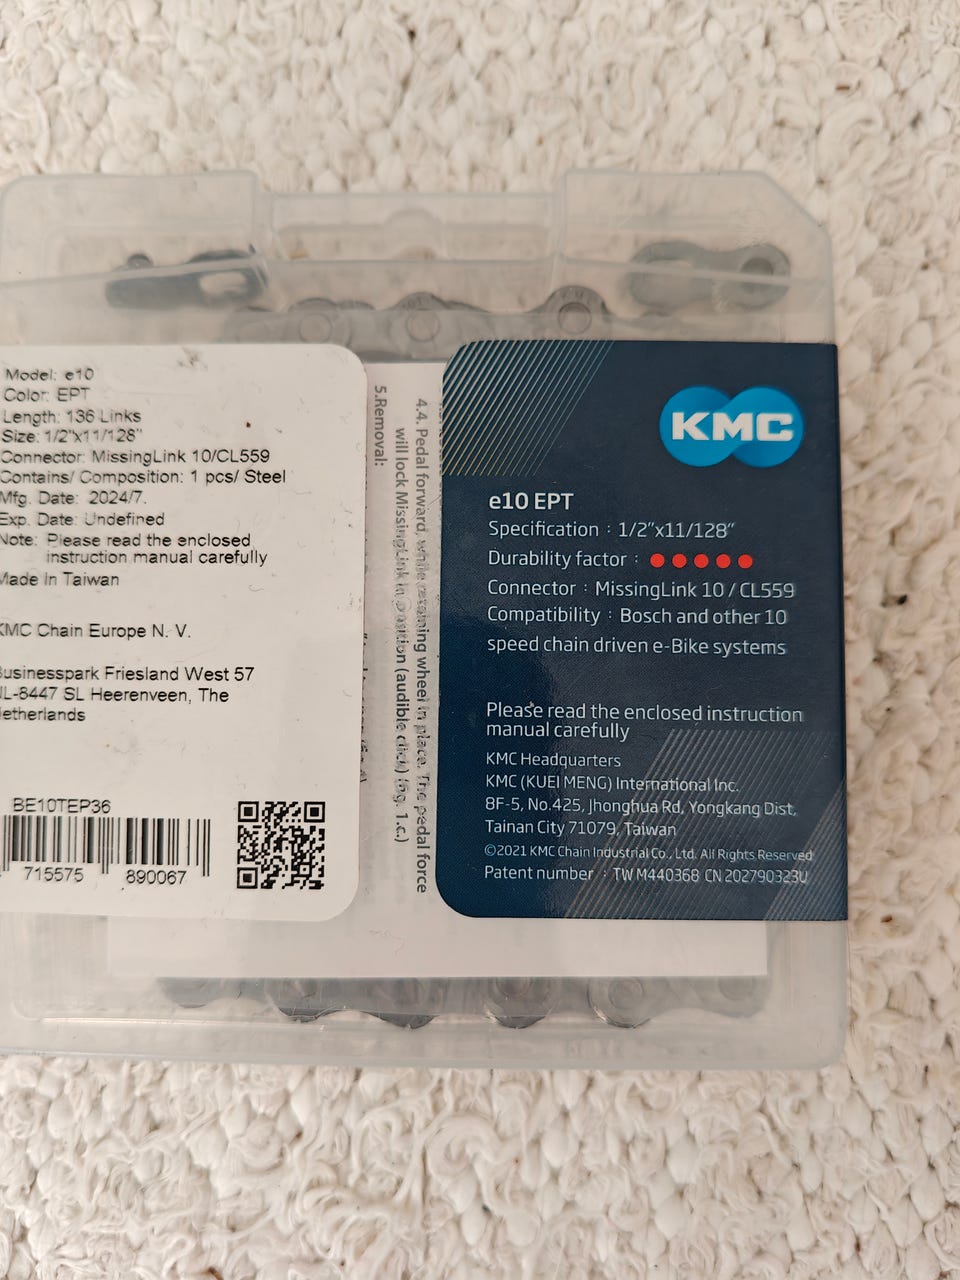 Model: e10
Color: EPT
Length: 136 Links
Size: 1/2"x11/128"
Connector: MissingLink 10/CL559
Contains/ Composition: 1 pcs/ Steel
Mfg. Date: 2024/7.
Exp. Date: Undefined
Note: Please read the enclosed
instruction manual carefully
Made In Taiwan
KMC Chain Europe N. V.
Businesspark Friesland West 57
NL-8447 SL Heerenveen, The
Netherlands
BE10TEP36
715575 890067
5.Removal:
4.4. Pedal forward, while retaining wheel in place. The pedal force
will lock MissingLink in position (audible click) (fig. 1.c.)
KMC
e10 EPT
Specification : 1/2"x11/128"
Durability factor :
Connector : MissingLink 10 / CL559
Compatibility : Bosch and other 10
speed chain driven e-Bike systems
Please read the enclosed instruction
manual carefully
KMC Headquarters
KMC (KUEI MENG) International Inc.
8F-5, No.425, Jhonghua Rd, Yongkang Dist,
Tainan City 71079, Taiwan
©2021 KMC Chain Industrial Co., Ltd. All Rights Reserved
Patent number : TW M440368 CN 202790323U